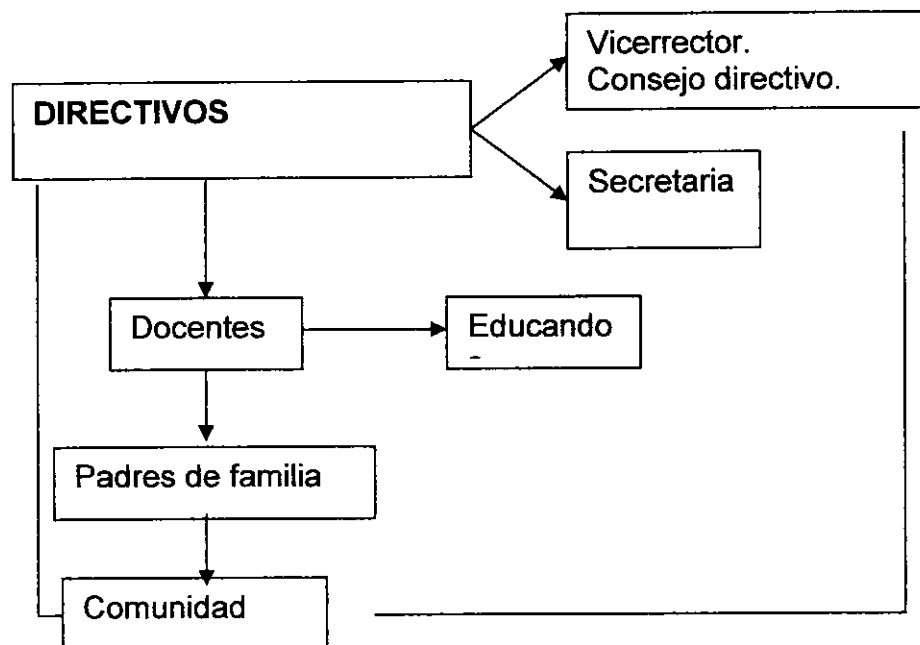 Vicerrector.
Consejo directivo.
DIRECTIVOS
Secretaria
Docentes
Educando
Padres de familia
Comunidad